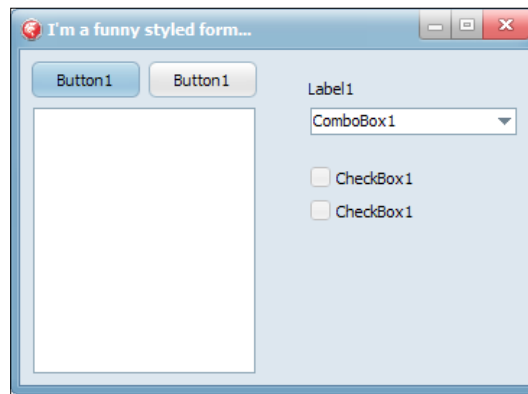 I'm a funny styled form...
Button1 Button1
Label1
ComboBox1
CheckBox1
CheckBox1